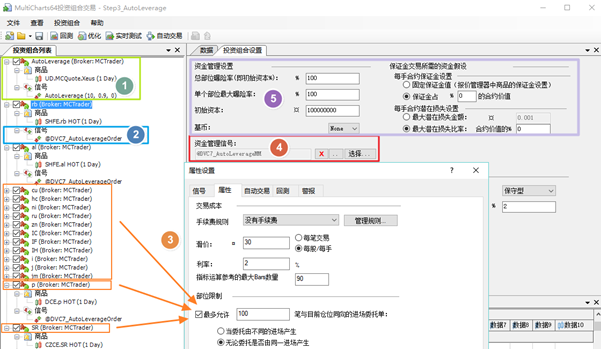 MultiCharts64投资组合交易 - Step3_AutoLeverage
文件 查看 投资组合 帮助
回测 优化 实时测试 自动交易
投资组合列表
AutoLeverage (Broker: MCTrader)
商品
UD.MCQuote.Xeus (1 Day)
信号
AutoLeverage (10, 0.9, 0)
1
rb (Broker: MCTrader)
商品
SHFE.rb HOT (1 Day)
信号
@DVC7_AutoLeverageOrder
2
al (Broker: MCTrader)
商品
SHFE.al HOT (1 Day)
信号
@DVC7_AutoLeverageOrder
cu (Broker: MCTrader)
hc (Broker: MCTrader)
ni (Broker: MCTrader)
ru (Broker: MCTrader)
zn (Broker: MCTrader)
IC (Broker: MCTrader)
IF (Broker: MCTrader)
IH (Broker: MCTrader)
i (Broker: MCTrader)
j (Broker: MCTrader)
jm (Broker: MCTrader)
3
p (Broker: MCTrader)
商品
DCE.p HOT (1 Day)
信号
@DVC7_AutoLeverageOrder
SR (Broker: MCTrader)
商品
CZCE.SR HOT (1 Day)
数据 投资组合设置
资金管理设置
总部位曝险率(即初始资本%): % 100
单个部位最大曝险率: % 100
初始资本: ¤ 100000000
基币: None
5
保证金交易所需的资金假设
每手合约保证金设置
固定保证金值（报价管理器中商品的保证金设置）
保证金占 % 0 的合约价值
每手合约潜在损失设置
最大潜在损失金额: ¤ 0.001
最大潜在损失比率: 合约价值的% 0
资金管理信号:
@DVC7_AutoLeverageMM X .. 选择...
4
属性设置 ? ×
信号 属性 自动交易 回测 警报
交易成本
手续费规则 没有手续费 管理规则...
滑价: ¤ 30 每笔交易
每股/每手
利率: 2 %
指标运算参考的最大Bars数量 90
部位限制
最多允许 100 笔与目前仓位同向的进场委托单:
当委托由不同的进场产生
无论委托是否由同一进场产生
保守型
% 2
数据7 数据8 数据9 数据10